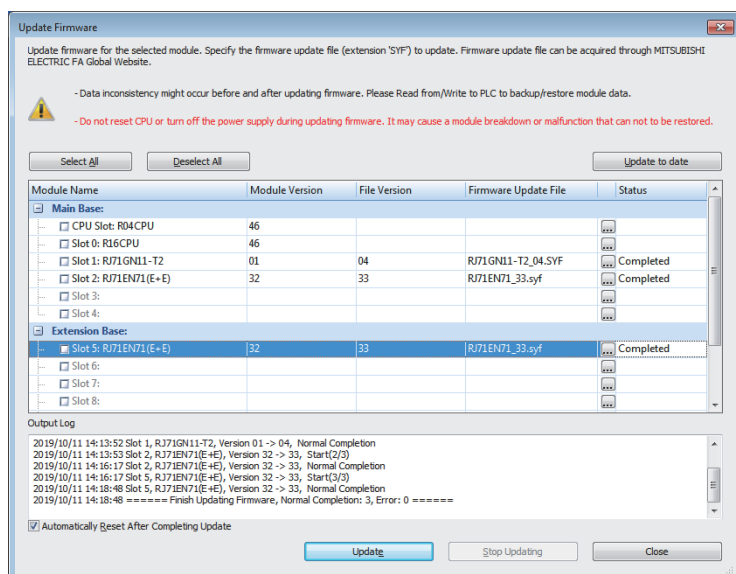 Update Firmware
Update firmware for the selected module. Specify the firmware update file (extension 'SYF') to update. Firmware update file can be acquired through MITSUBISHI
ELECTRIC FA Global Website.
- Data inconsistency might occur before and after updating firmware. Please Read from/Write to PLC to backup/restore module data.
- Do not reset CPU or turn off the power supply during updating firmware. It may cause a module breakdown or malfunction that can not to be restored.
Select All Deselect All Update to date
Module Name Module Version File Version Firmware Update File Status
Main Base:
CPU Slot: R04CPU 46 ...
Slot 0: R16CPU 46 ...
Slot 1: RJ71GN11-T2 01 04 RJ71GN11-T2_04.SYF ... Completed
Slot 2: RJ71EN71(E+E) 32 33 RJ71EN71_33.syf ... Completed
Slot 3: ...
Slot 4: ...
Extension Base:
Slot 5: RJ71EN71(E+E) 32 33 RJ71EN71_33.syf ... Completed
Slot 6: ...
Slot 7: ...
Slot 8: ...
Output Log
2019/10/11 14:13:52 Slot 1, RJ71GN11-T2, Version 01 -> 04, Normal Completion
2019/10/11 14:13:53 Slot 2, RJ71EN71(E+E), Version 32 -> 33, Start(2/3)
2019/10/11 14:16:17 Slot 2, RJ71EN71(E+E), Version 32 -> 33, Normal Completion
2019/10/11 14:16:17 Slot 5, RJ71EN71(E+E), Version 32 -> 33, Start(3/3)
2019/10/11 14:18:48 Slot 5, RJ71EN71(E+E), Version 32 -> 33, Normal Completion
2019/10/11 14:18:48 ====== Finish Updating Firmware, Normal Completion: 3, Error: 0 ======
Automatically Reset After Completing Update
Update Stop Updating Close